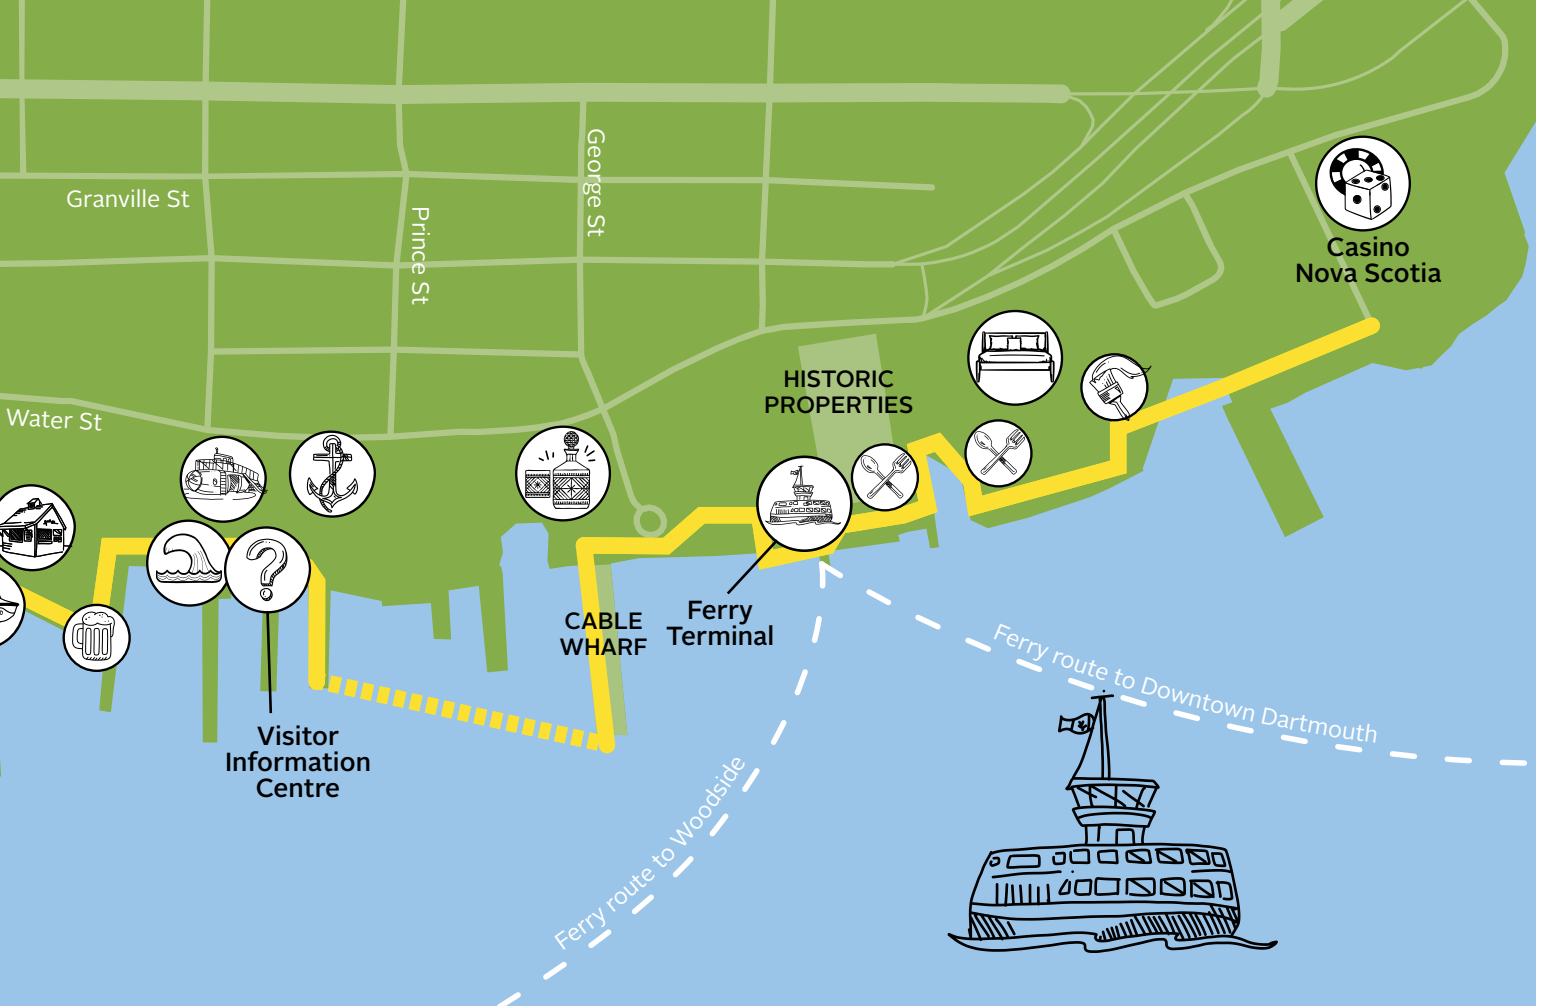 Granville St
George St
Prince St
Water St
Casino
Nova Scotia
HISTORIC
PROPERTIES
CABLE
WHARF
Ferry
Terminal
Visitor
Information
Centre
Ferry route to Downtown Dartmouth
Ferry route to Woodside